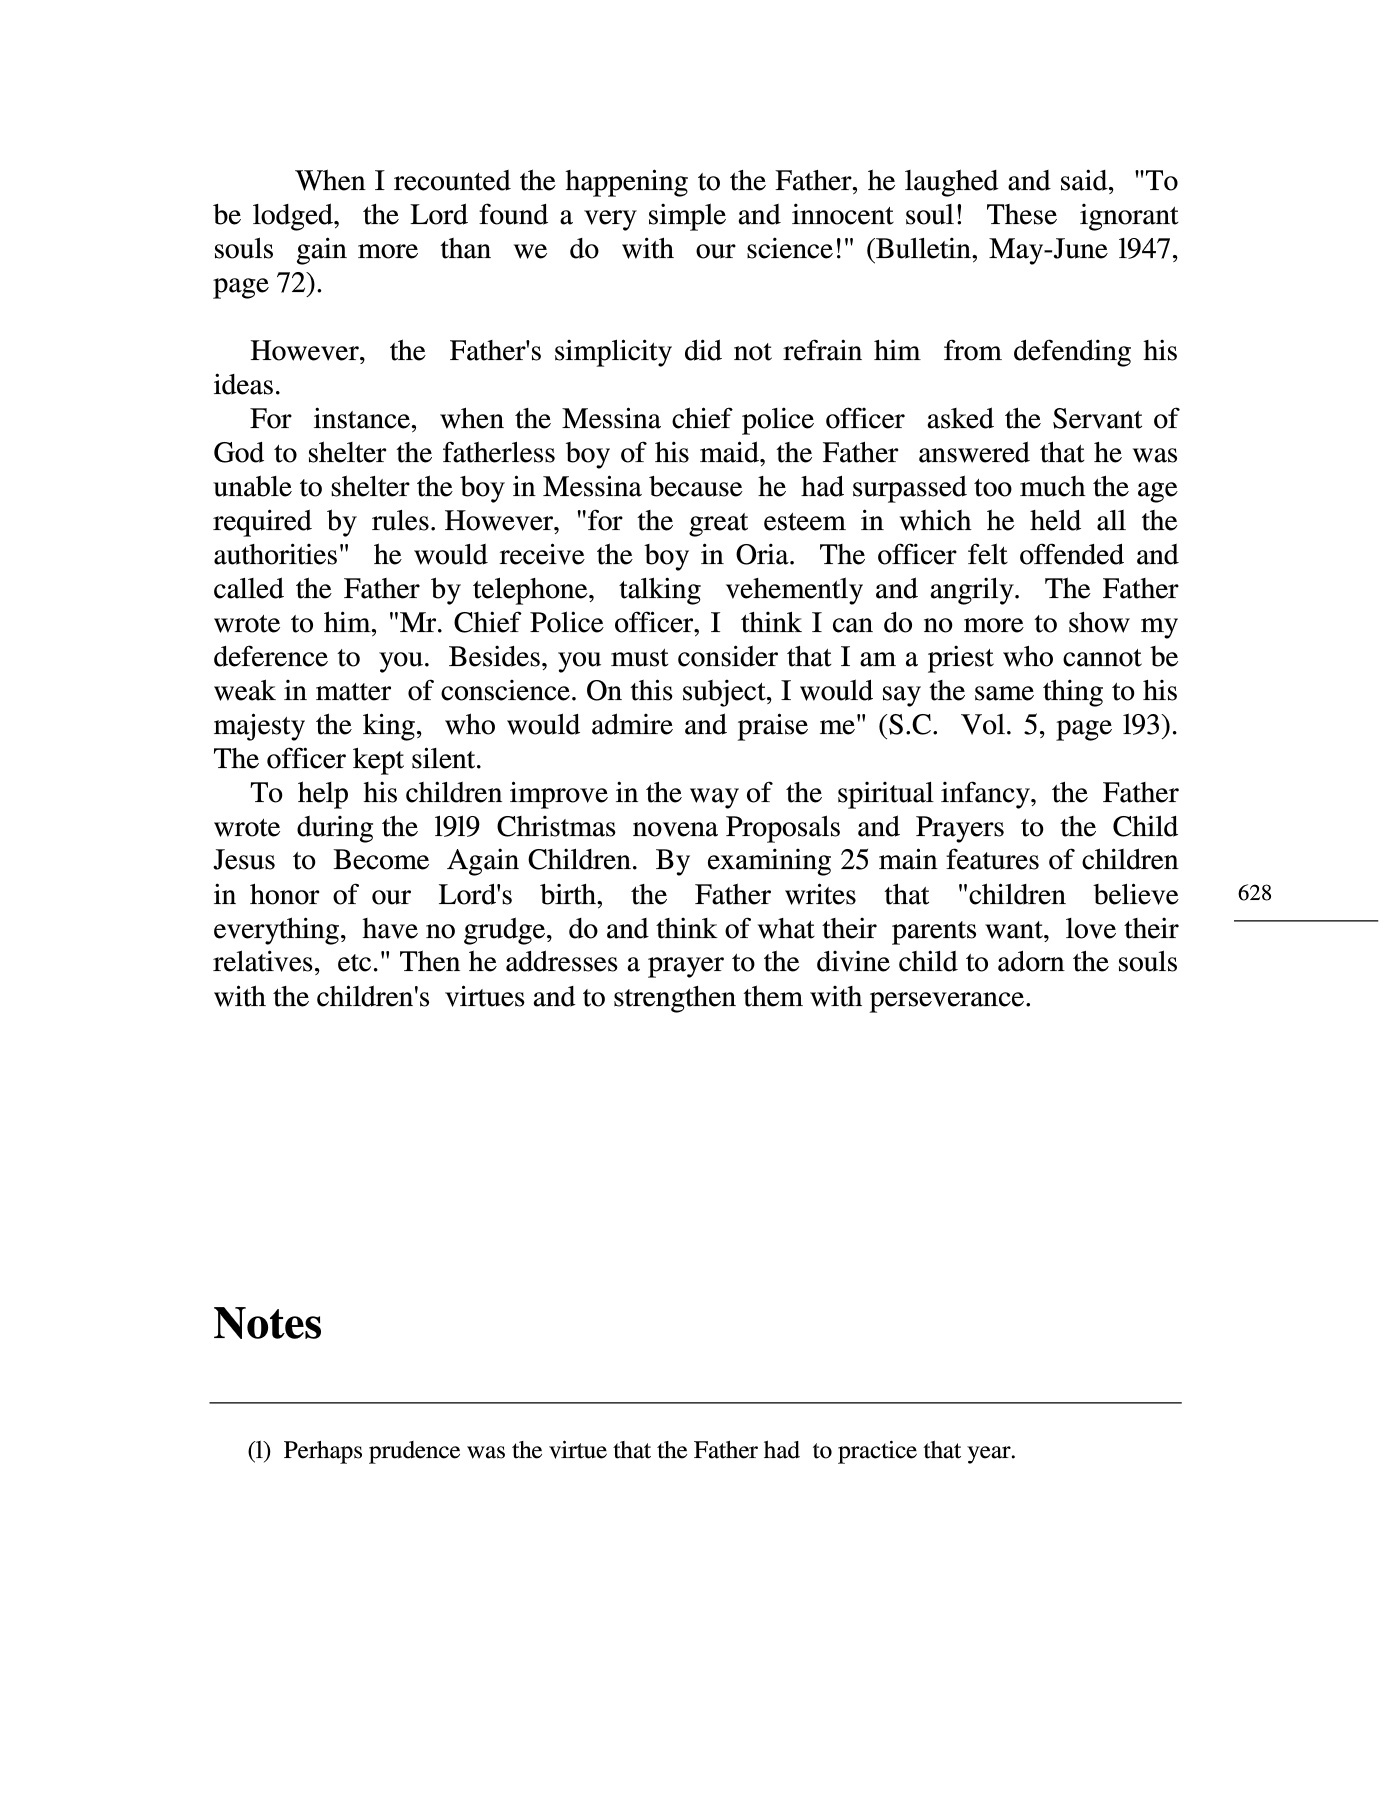 When I recounted the happening to the Father, he laughed and said, "To
be lodged, the Lord found a very simple and innocent soul! These ignorant
souls gain more than we do with our science!" (Bulletin, May-June l947,
page 72).
However, the Father's simplicity did not refrain him from defending his
ideas.
For instance, when the Messina chief police officer asked the Servant of
God to shelter the fatherless boy of his maid, the Father answered that he was
unable to shelter the boy in Messina because he had surpassed too much the age
required by rules. However, "for the great esteem in which he held all the
authorities" he would receive the boy in Oria. The officer felt offended and
called the Father by telephone, talking vehemently and angrily. The Father
wrote to him, "Mr. Chief Police officer, I think I can do no more to show my
deference to you. Besides, you must consider that I am a priest who cannot be
weak in matter of conscience. On this subject, I would say the same thing to his
majesty the king, who would admire and praise me" (S.C. Vol. 5, page l93).
The officer kept silent.
To help his children improve in the way of the spiritual infancy, the Father
wrote during the l9l9 Christmas novena Proposals and Prayers to the Child
Jesus to Become Again Children. By examining 25 main features of children
in honor of our Lord's birth, the Father writes that "children believe
everything, have no grudge, do and think of what their parents want, love their
relatives, etc." Then he addresses a prayer to the divine child to adorn the souls
with the children's virtues and to strengthen them with perseverance.
628
Notes
(l) Perhaps prudence was the virtue that the Father had to practice that year.